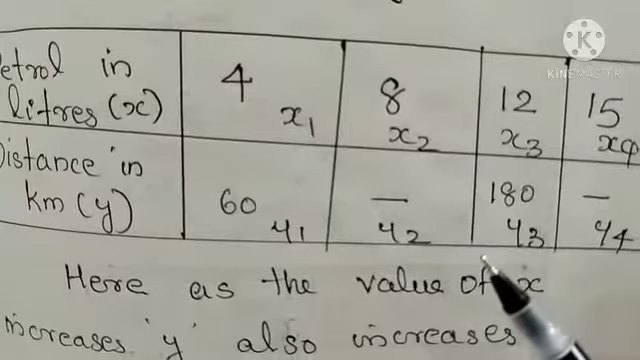 K
KINEMASTER
Petrol in 4 8 12 15
litres (x) x1 x2 x3 x4
Distance in 60 — 180 —
km (y) y1 y2 y3 y4
Here as the value of x
increases 'y' also increases